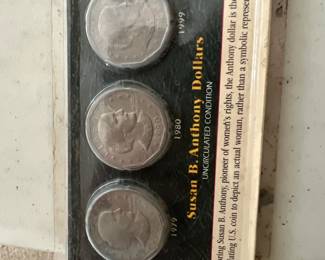 1979
1980
1999
Susan B. Anthony Dollars
UNCIRCULATED CONDITION
Susan B. Anthony, pioneer of women's rights, the Anthony dollar is the
U.S. coin to depict an actual woman, rather than a symbolic